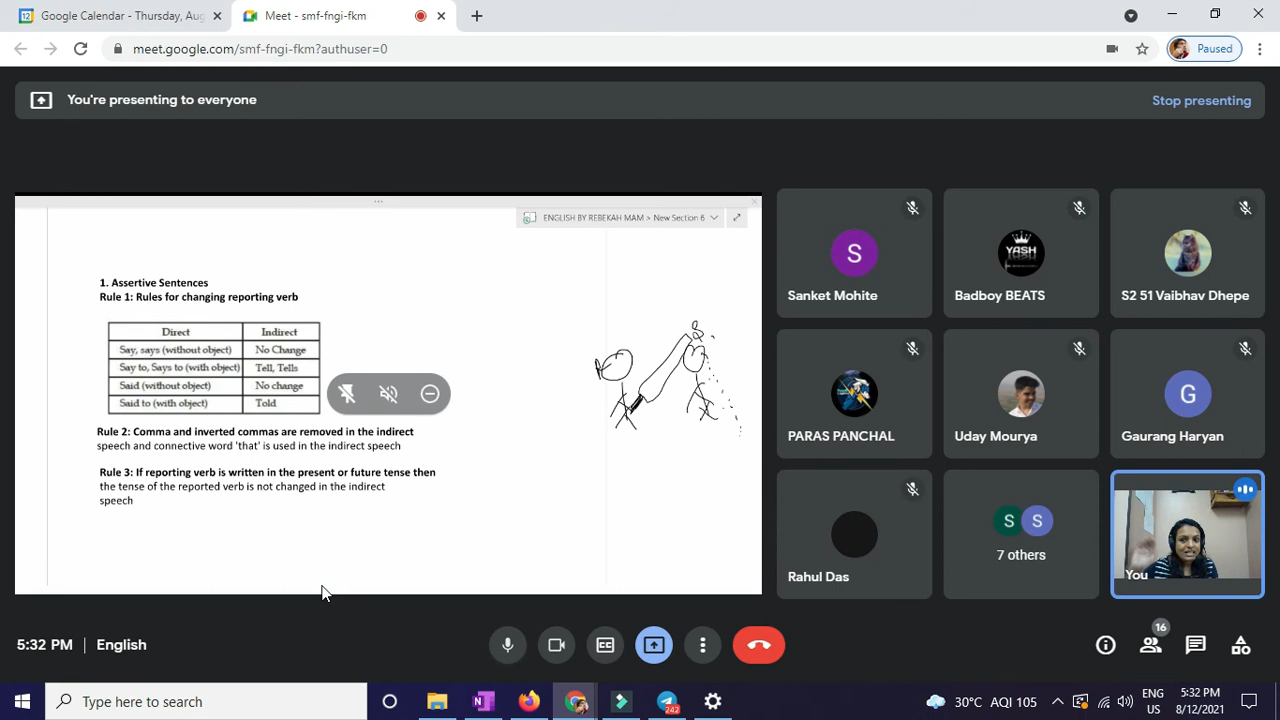 Google Calendar - Thursday, Aug
Meet - smf-fngi-fkm
meet.google.com/smf-fngi-fkm?authuser=0
Paused
You're presenting to everyone
Stop presenting
ENGLISH BY REBEKAH MAM > New Section 6
1. Assertive Sentences
Rule 1: Rules for changing reporting verb
Direct Indirect
Say, says (without object) No Change
Say to, Says to (with object) Tell, Tells
Said (without object) No change
Said to (with object) Told
Rule 2: Comma and inverted commas are removed in the indirect
speech and connective word 'that' is used in the indirect speech
Rule 3: If reporting verb is written in the present or future tense then
the tense of the reported verb is not changed in the indirect
speech
S
Sanket Mohite
YASH
Badboy BEATS
S2 51 Vaibhav Dhepe
PARAS PANCHAL
Uday Mourya
G
Gaurang Haryan
Rahul Das
S S
7 others
You
5:32 PM | English
16
Type here to search
242
30°C AQI 105
ENG
US
5:32 PM
8/12/2021